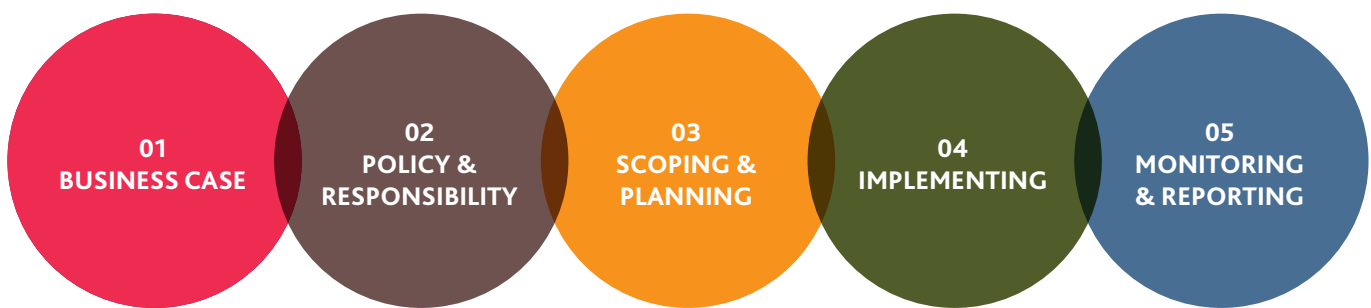 01
BUSINESS CASE
02
POLICY &
RESPONSIBILITY
03
SCOPING &
PLANNING
04
IMPLEMENTING
05
MONITORING
& REPORTING